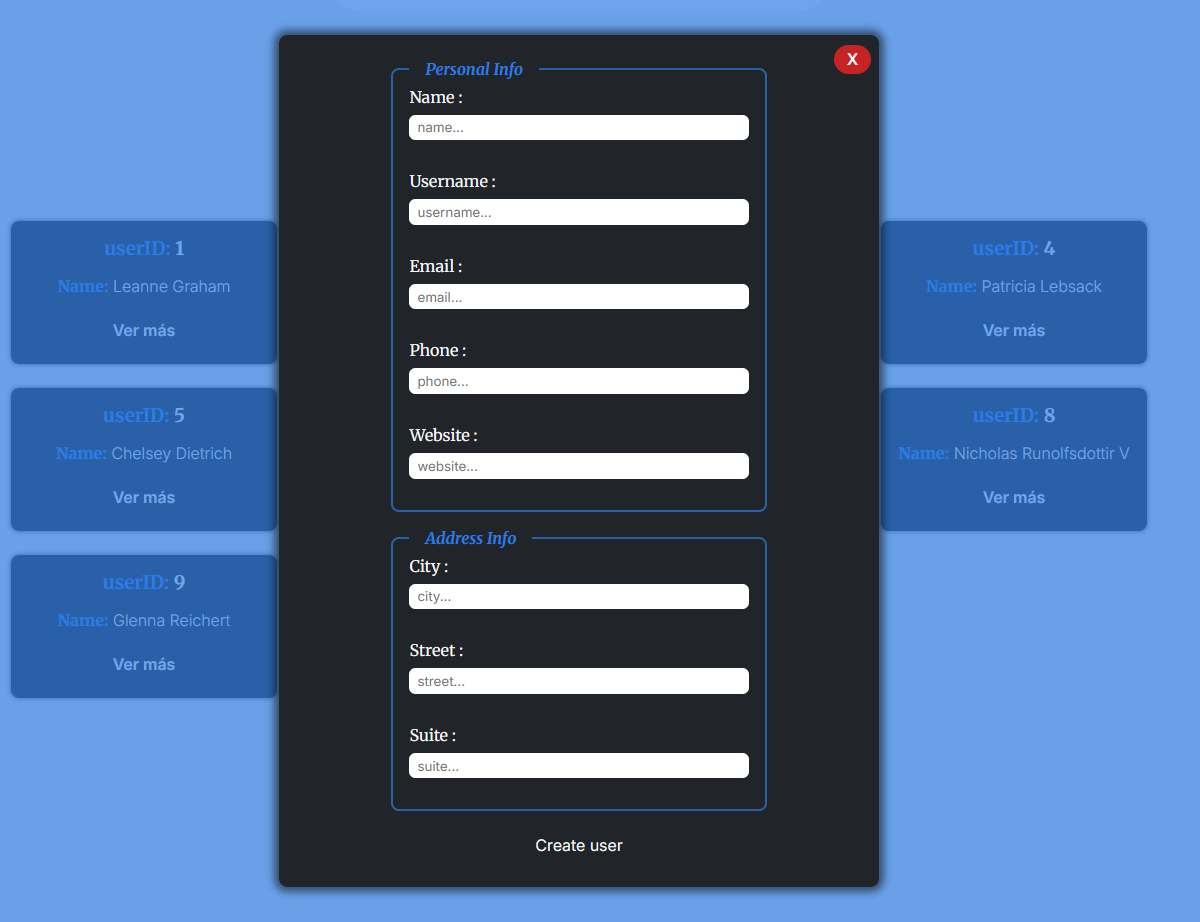 X
Personal Info
Name :
name...
Username :
username...
Email :
email...
Phone :
phone...
Website :
website...
Address Info
City :
city...
Street :
street...
Suite :
suite...
Create user
userID: 1
Name: Leanne Graham
Ver más
userID: 4
Name: Patricia Lebsack
Ver más
userID: 5
Name: Chelsey Dietrich
Ver más
userID: 8
Name: Nicholas Runolfsdottir V
Ver más
userID: 9
Name: Glenna Reichert
Ver más